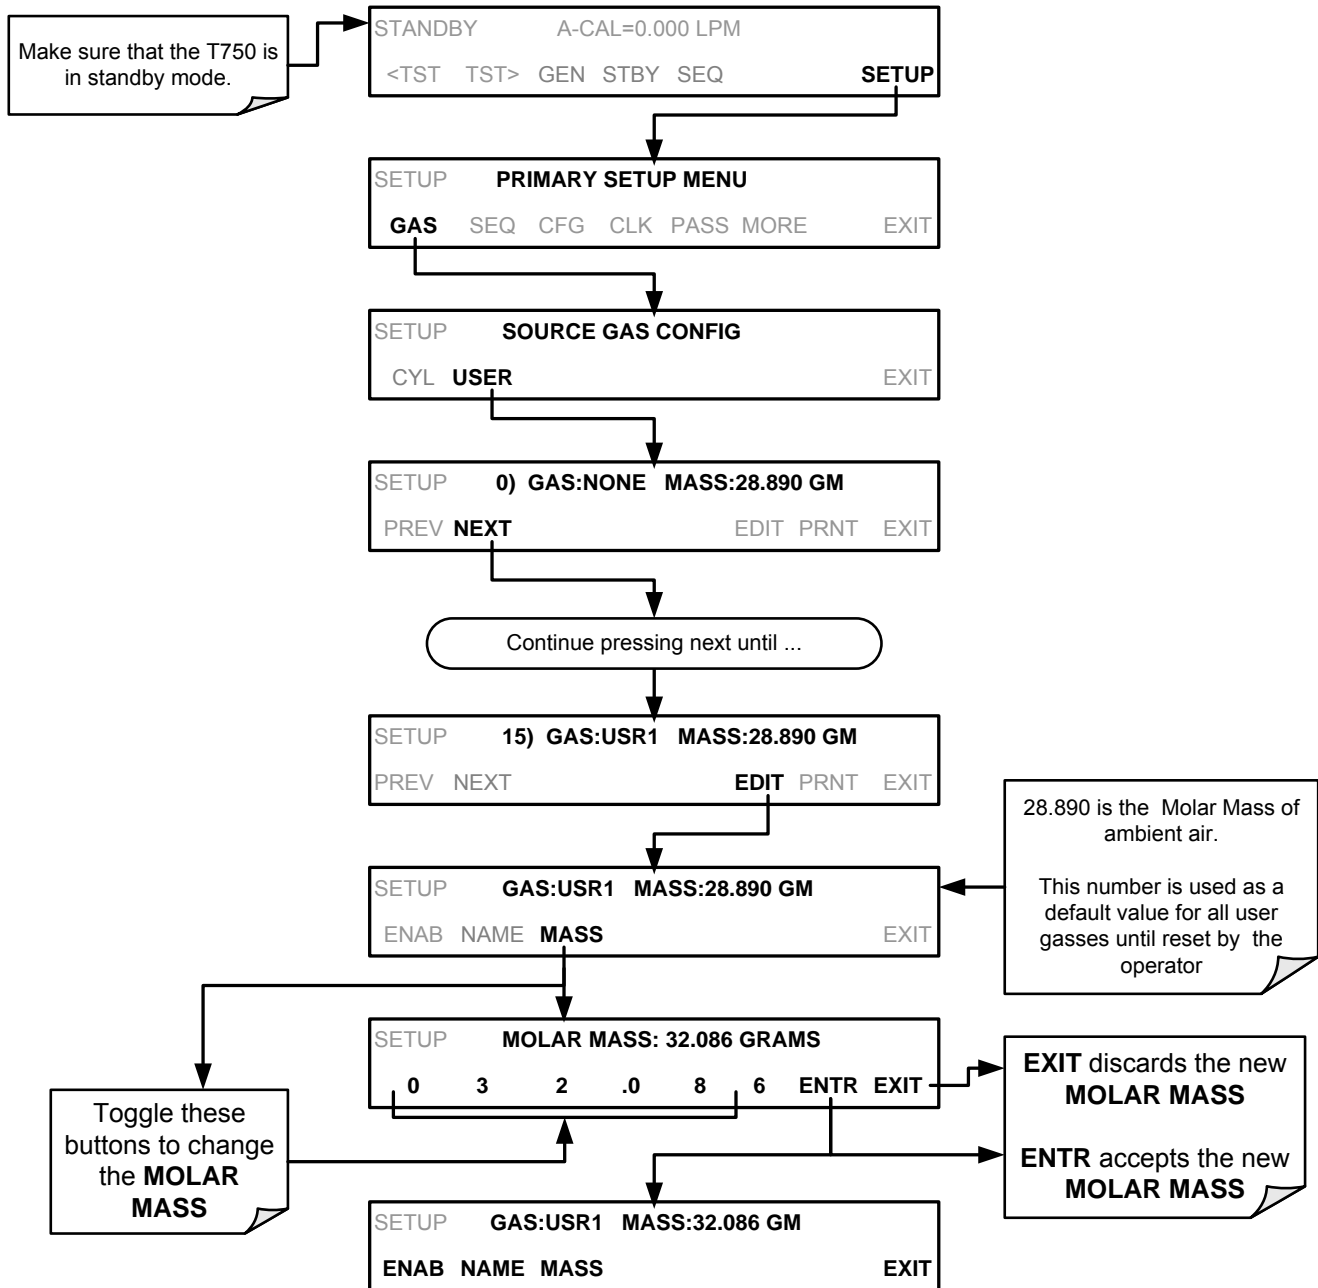 Make sure that the T750 is
in standby mode.
STANDBY A-CAL=0.000 LPM
<TST TST> GEN STBY SEQ SETUP
SETUP PRIMARY SETUP MENU
GAS SEQ CFG CLK PASS MORE EXIT
SETUP SOURCE GAS CONFIG
CYL USER EXIT
SETUP 0) GAS:NONE MASS:28.890 GM
PREV NEXT EDIT PRNT EXIT
Continue pressing next until ...
SETUP 15) GAS:USR1 MASS:28.890 GM
PREV NEXT EDIT PRNT EXIT
28.890 is the Molar Mass of
ambient air.
This number is used as a
default value for all user
gasses until reset by the
operator
SETUP GAS:USR1 MASS:28.890 GM
ENAB NAME MASS EXIT
SETUP MOLAR MASS: 32.086 GRAMS
0 3 2 .0 8 6 ENTR EXIT
EXIT discards the new
MOLAR MASS
ENTR accepts the new
MOLAR MASS
Toggle these
buttons to change
the MOLAR
MASS
SETUP GAS:USR1 MASS:32.086 GM
ENAB NAME MASS EXIT